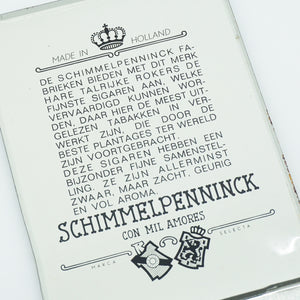 MADE IN HOLLAND
DE SCHIMMELPENNINCK FA-
BRIEKEN BIEDEN MET DIT MERK
HARE TALRIJKE ROKERS DE
FIJNSTE SIGAREN AAN, WELKE
VERVAARDIGD KUNNEN WOR-
DEN. DAAR HIER DE MEEST UIT-
GELEZEN TABAKKEN IN VER-
WERKT ZIJN, DIE DOOR DE
BESTE PLANTAGES TER WERELD
ZIJN VOORTGEBRACHT.
DEZE SIGAREN HEBBEN EEN
BIJZONDER FIJNE SAMENSTEL-
LING. ZE ZIJN ALLERMINST
ZWAAR, MAAR ZACHT, GEURIG
EN VOL AROMA.
SCHIMMELPENNINCK
CON MIL AMORES
MARCA SELECTA